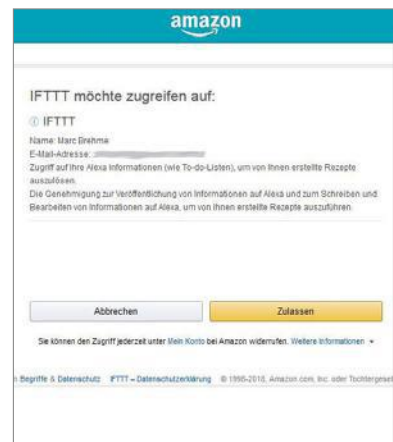 amazon
IFTTT möchte zugreifen auf:
IFTTT
Name: Marc Brehme
E-Mail-Adresse:
Zugriff auf Ihre Alexa Informationen (wie To-do-Listen), um von Ihnen erstellte Rezepte
auszulösen.
Die Genehmigung zur Veröffentlichung von Informationen auf Alexa und zum Schreiben und
Bearbeiten von Informationen auf Alexa, um von Ihnen erstellte Rezepte auszuführen.
Abbrechen
Zulassen
Sie können den Zugriff jederzeit unter Mein Konto bei Amazon widerrufen. Weitere Informationen
n Begriffe & Datenschutz IFTTT – Datenschutzerklärung © 1996-2018, Amazon.com, Inc. oder Tochtergesell